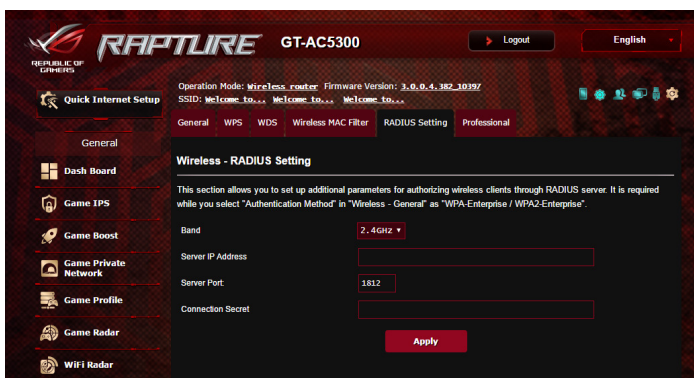 REPUBLIC OF
GAMERS
RAPTURE GT-AC5300 Logout English
Quick Internet Setup
General
Dash Board
Game IPS
Game Boost
Game Private
Network
Game Profile
Game Radar
WiFi Radar
Operation Mode: Wireless router Firmware Version: 3.0.0.4.382_10397
SSID: Welcome to... Welcome to... Welcome to...
General WPS WDS Wireless MAC Filter RADIUS Setting Professional
Wireless - RADIUS Setting
This section allows you to set up additional parameters for authorizing wireless clients through RADIUS server. It is required
while you select "Authentication Method" in "Wireless - General" as "WPA-Enterprise / WPA2-Enterprise".
Band 2.4GHz
Server IP Address
Server Port: 1812
Connection Secret
Apply